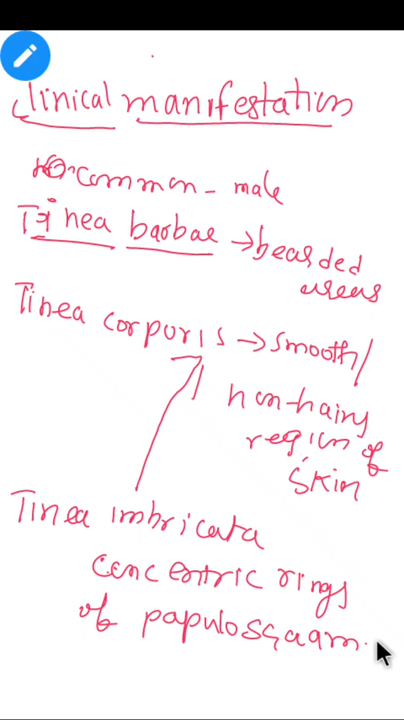 Clinical manifestation
common - male
Tinea barbae → bearded
areas
Tinea corporis → smooth/
non-hairy
region of
skin
Tinea imbricata
concentric rings
of papulosquam.